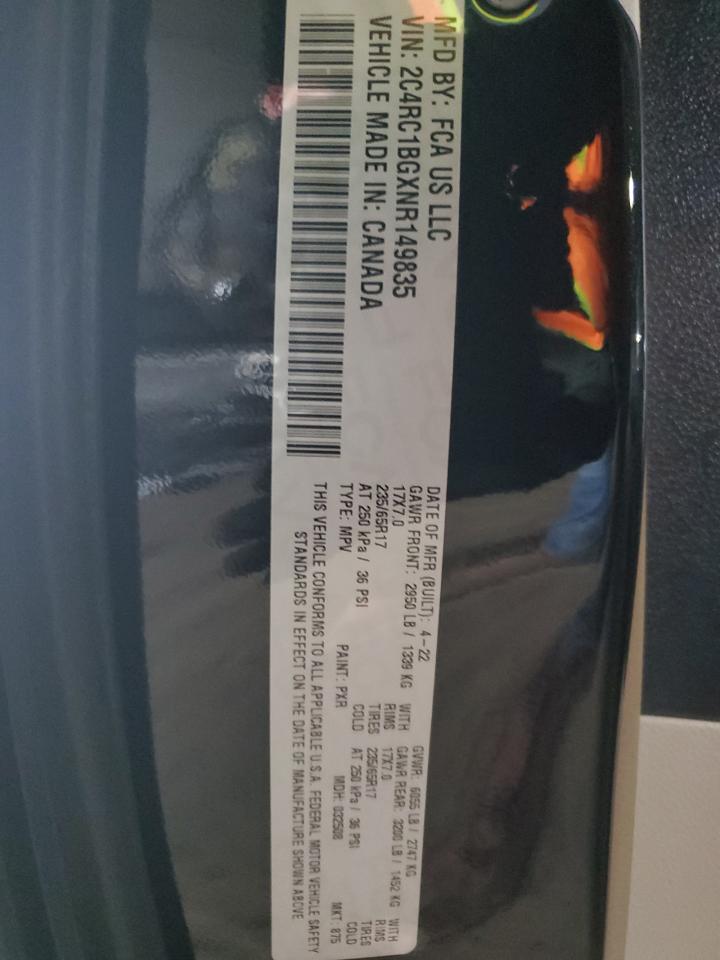 MFD BY: FCA US LLC
VIN: 2C4RC1BGXNR149835
VEHICLE MADE IN: CANADA
DATE OF MFR (BUILT): 4-22 GVWR: 6055 LB / 2747 KG
GAWR FRONT: 2950 LB / 1339 KG WITH GAWR REAR: 3200 LB / 1452 KG WITH
17X7.0 RIMS 17X7.0 RIMS
235/65R17 TIRES 235/65R17 TIRES
AT 250 kPa / 36 PSI COLD AT 250 kPa / 36 PSI COLD
TYPE: MPV PAINT: PXR MDH: 032508 MKT: 875
THIS VEHICLE CONFORMS TO ALL APPLICABLE U.S.A. FEDERAL MOTOR VEHICLE SAFETY
STANDARDS IN EFFECT ON THE DATE OF MANUFACTURE SHOWN ABOVE